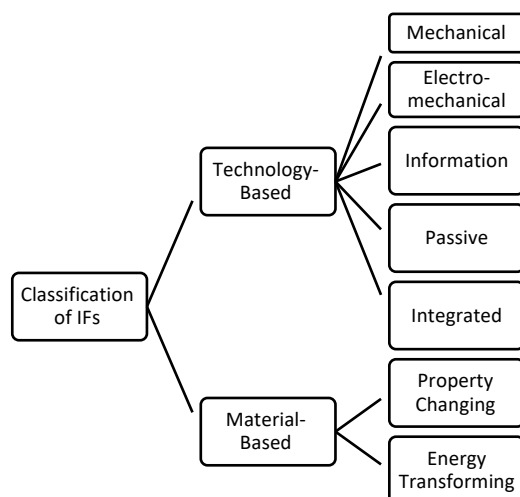 Classification
of IFs
Technology-
Based
Mechanical
Electro-
mechanical
Information
Passive
Integrated
Material-
Based
Property
Changing
Energy
Transforming